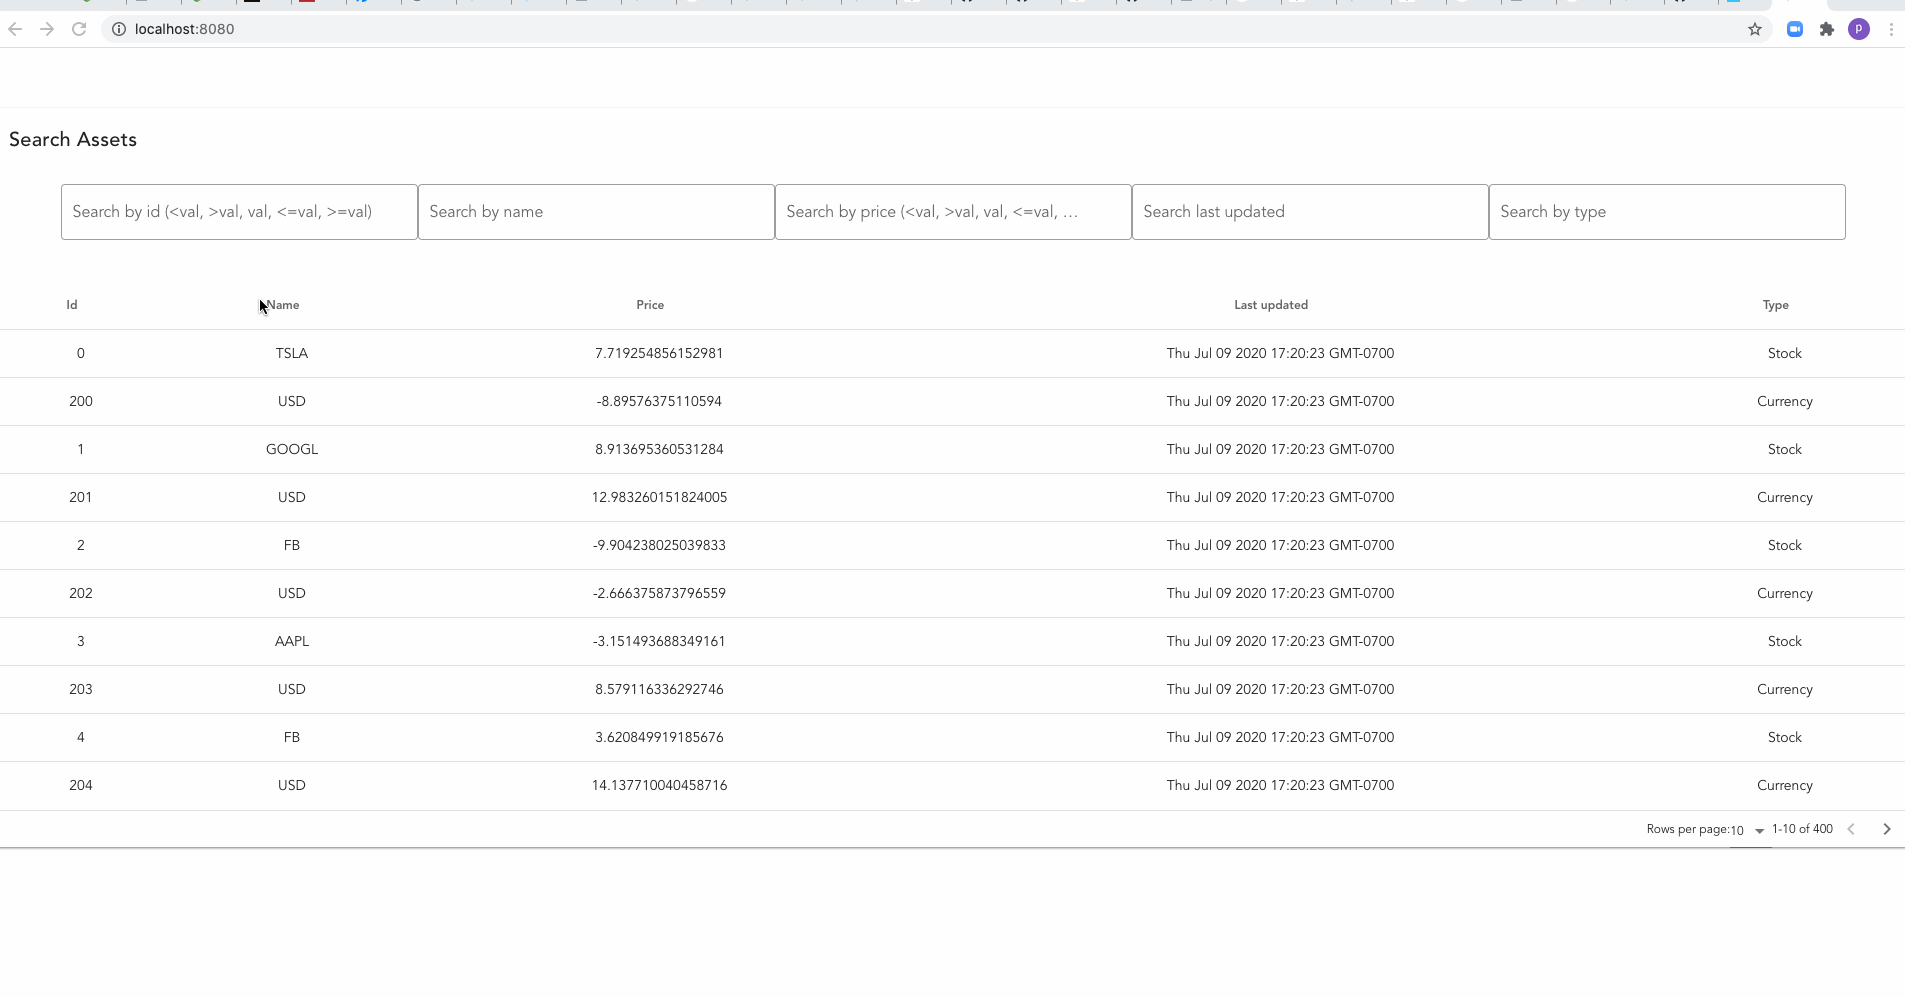 localhost:8080
P
Search Assets
Search by id (<val, >val, val, <=val, >=val) Search by name Search by price (<val, >val, val, <=val, … Search last updated Search by type
Id Name Price Last updated Type
0 TSLA 7.719254856152981 Thu Jul 09 2020 17:20:23 GMT-0700 Stock
200 USD -8.89576375110594 Thu Jul 09 2020 17:20:23 GMT-0700 Currency
1 GOOGL 8.913695360531284 Thu Jul 09 2020 17:20:23 GMT-0700 Stock
201 USD 12.983260151824005 Thu Jul 09 2020 17:20:23 GMT-0700 Currency
2 FB -9.904238025039833 Thu Jul 09 2020 17:20:23 GMT-0700 Stock
202 USD -2.666375873796559 Thu Jul 09 2020 17:20:23 GMT-0700 Currency
3 AAPL -3.151493688349161 Thu Jul 09 2020 17:20:23 GMT-0700 Stock
203 USD 8.579116336292746 Thu Jul 09 2020 17:20:23 GMT-0700 Currency
4 FB 3.620849919185676 Thu Jul 09 2020 17:20:23 GMT-0700 Stock
204 USD 14.137710040458716 Thu Jul 09 2020 17:20:23 GMT-0700 Currency
Rows per page: 10 1-10 of 400